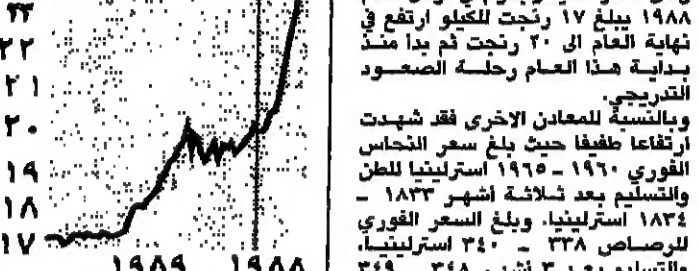 ١٩٨٨ يبلغ ١٧ رنجت للكيلو ارتفع في
نهاية العام الى ٢٠ رنجت ثم بدأ منذ
بداية هذا العام رحلة الصعود
التدريجي.
وبالنسبة للمعادن الاخرى فقد شهدت
ارتفاعا طفيفا حيث بلغ سعر النحاس
الفوري ١٩٦٠ ـ ١٩٦٥ استرلينيا للطن
والتسليم بعد ثلاثة أشهر ١٨٣٣ ـ
١٨٣٤ استرلينيا. وبلغ السعر الفوري
للرصاص ٣٣٨ ـ ٣٤٠ استرلينيا،
٢٣
٢٢
٢١
٢٠
١٩
١٨
١٧
١٩٨٩ ١٩٨٨